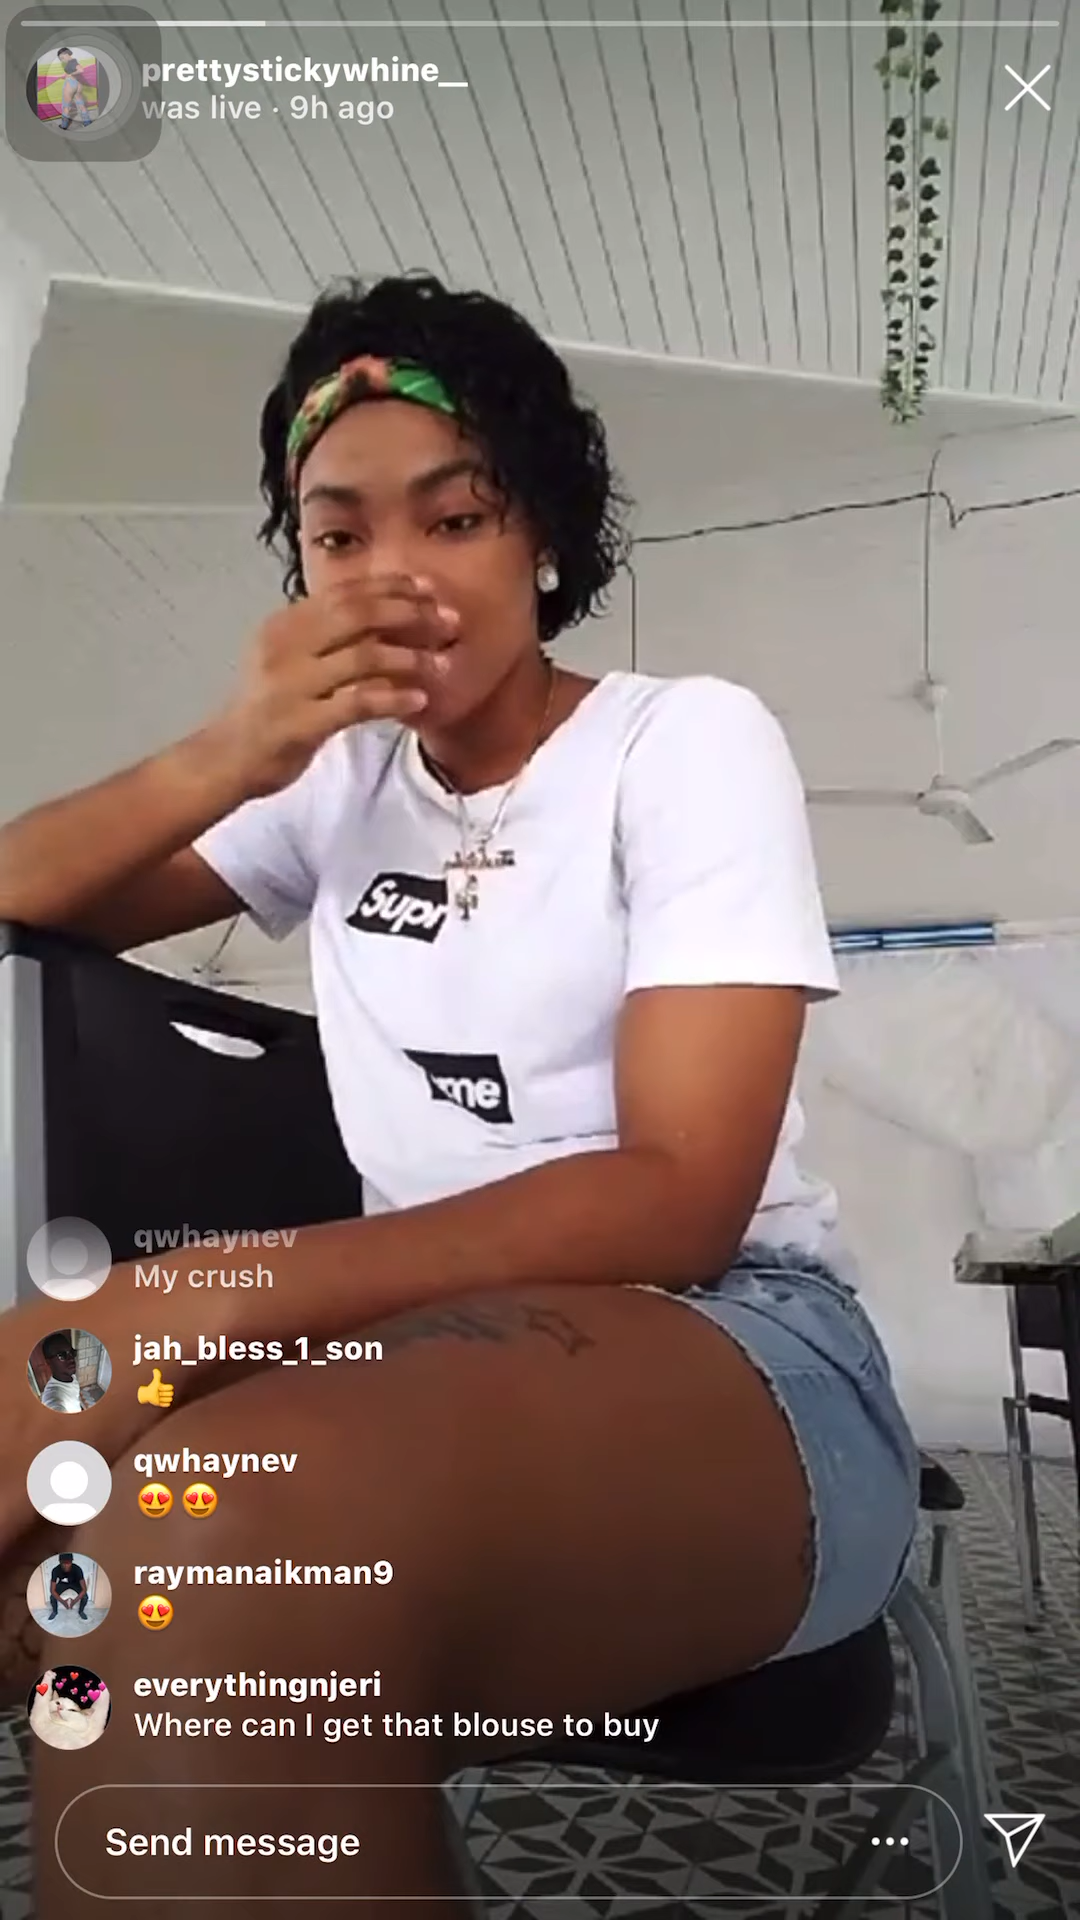 prettystickywhine__
was live · 9h ago
Supr
me
qwhaynev
My crush
jah_bless_1_son
👍
qwhaynev
😍😍
raymanaikman9
😍
everythingnjeri
Where can I get that blouse to buy
Send message